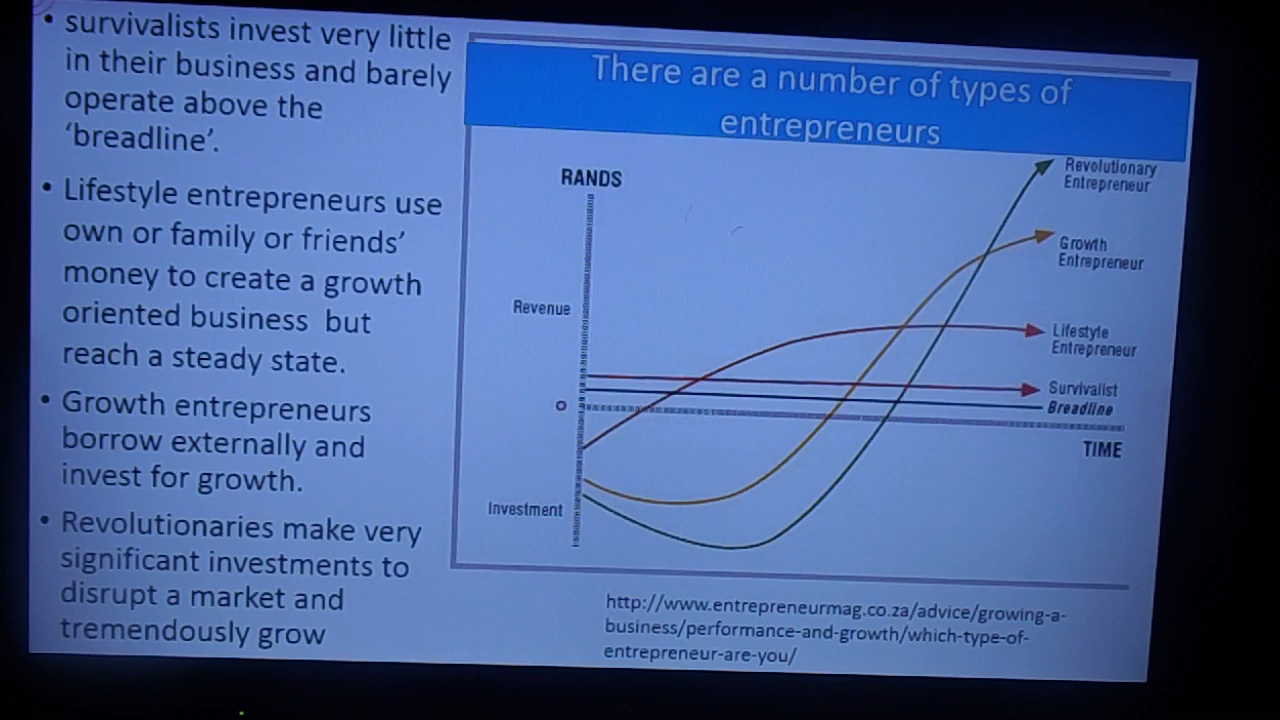 • survivalists invest very little
in their business and barely
operate above the
‘breadline’.
• Lifestyle entrepreneurs use
own or family or friends’
money to create a growth
oriented business but
reach a steady state.
• Growth entrepreneurs
borrow externally and
invest for growth.
• Revolutionaries make very
significant investments to
disrupt a market and
tremendously grow
There are a number of types of
entrepreneurs
RANDS
Revenue
O
Investment
Revolutionary
Entrepreneur
Growth
Entrepreneur
Lifestyle
Entrepreneur
Survivalist
Breadline
TIME
http://www.entrepreneurmag.co.za/advice/growing-a-
business/performance-and-growth/which-type-of-
entrepreneur-are-you/